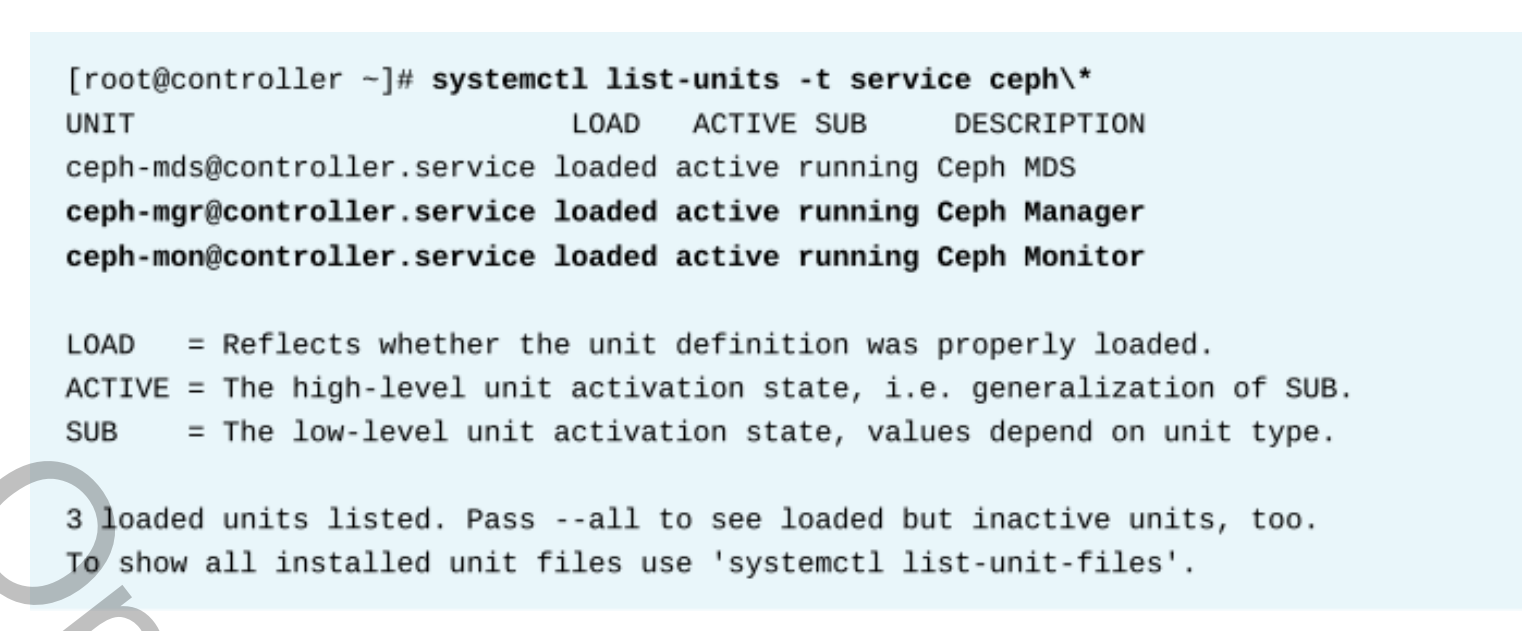 [root@controller ~]# systemctl list-units -t service ceph\*
UNIT                         LOAD   ACTIVE SUB     DESCRIPTION
ceph-mds@controller.service loaded active running Ceph MDS
ceph-mgr@controller.service loaded active running Ceph Manager
ceph-mon@controller.service loaded active running Ceph Monitor

LOAD   = Reflects whether the unit definition was properly loaded.
ACTIVE = The high-level unit activation state, i.e. generalization of SUB.
SUB    = The low-level unit activation state, values depend on unit type.

3 loaded units listed. Pass --all to see loaded but inactive units, too.
To show all installed unit files use 'systemctl list-unit-files'.